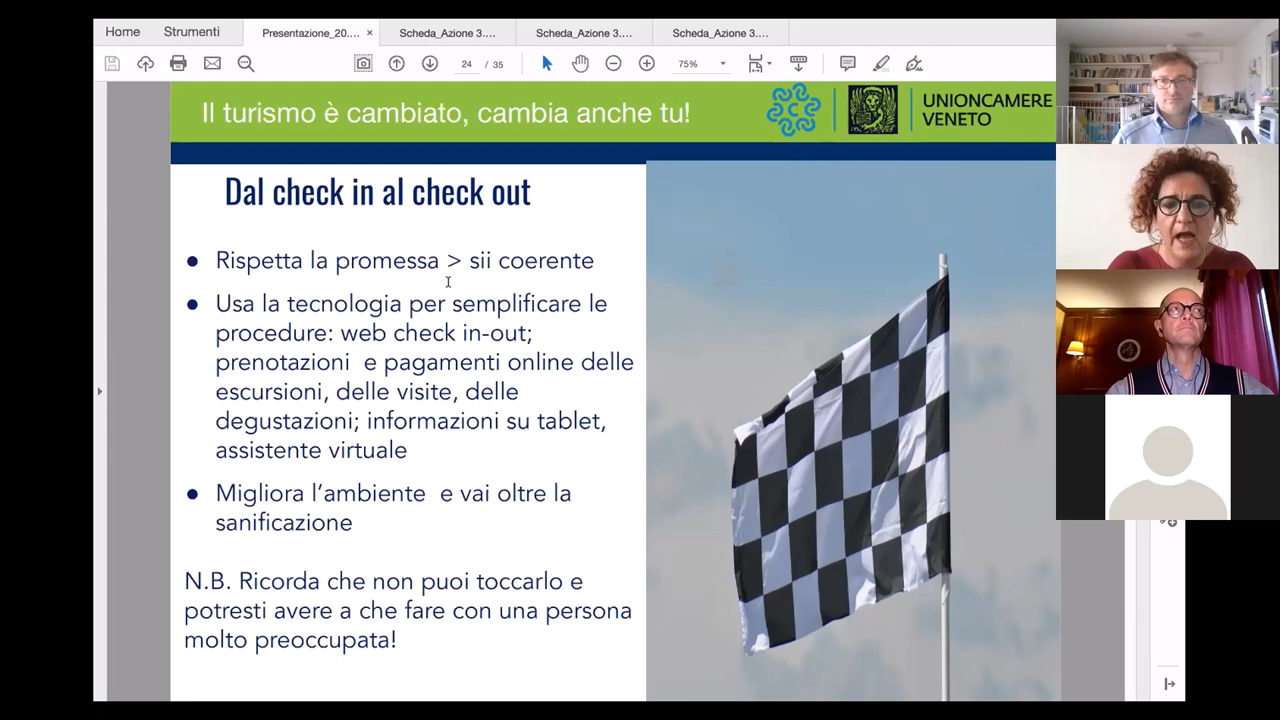 Home Strumenti Presentazione_20.... × Scheda_Azione 3.... Scheda_Azione 3.... Scheda_Azione 3....
24 / 35 75%
Il turismo è cambiato, cambia anche tu!
UNIONCAMERE
VENETO
Dal check in al check out
● Rispetta la promessa > sii coerente
● Usa la tecnologia per semplificare le
procedure: web check in-out;
prenotazioni e pagamenti online delle
escursioni, delle visite, delle
degustazioni; informazioni su tablet,
assistente virtuale
● Migliora l'ambiente e vai oltre la
sanificazione
N.B. Ricorda che non puoi toccarlo e
potresti avere a che fare con una persona
molto preoccupata!